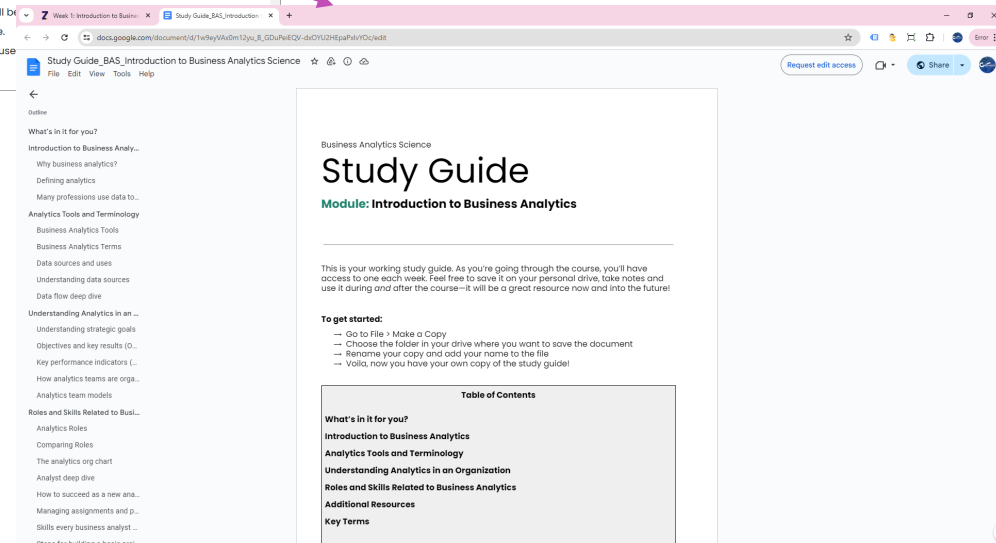 ll be
e.
use
Week 1: Introduction to Busine
Study Guide_BAS_Introduction
docs.google.com/document/d/1w9eyVAx0m12yu_8_GDuPeiEQV-dxOYU2HEpaPxlvYOc/edit
Error
Study Guide_BAS_Introduction to Business Analytics Science
File Edit View Tools Help
Request edit access
Share
Outline
What's in it for you?
Introduction to Business Analy...
Why business analytics?
Defining analytics
Many professions use data to...
Analytics Tools and Terminology
Business Analytics Tools
Business Analytics Terms
Data sources and uses
Understanding data sources
Data flow deep dive
Understanding Analytics in an ...
Understanding strategic goals
Objectives and key results (O...
Key performance indicators (...
How analytics teams are orga...
Analytics team models
Roles and Skills Related to Busi...
Analytics Roles
Comparing Roles
The analytics org chart
Analyst deep dive
How to succeed as a new ana...
Managing assignments and p...
Skills every business analyst ...
Business Analytics Science
Study Guide
Module: Introduction to Business Analytics
This is your working study guide. As you're going through the course, you'll have
access to one each week. Feel free to save it on your personal drive, take notes and
use it during and after the course—it will be a great resource now and into the future!
To get started:
→ Go to File > Make a Copy
→ Choose the folder in your drive where you want to save the document
→ Rename your copy and add your name to the file
→ Voila, now you have your own copy of the study guide!
Table of Contents
What's in it for you?
Introduction to Business Analytics
Analytics Tools and Terminology
Understanding Analytics in an Organization
Roles and Skills Related to Business Analytics
Additional Resources
Key Terms